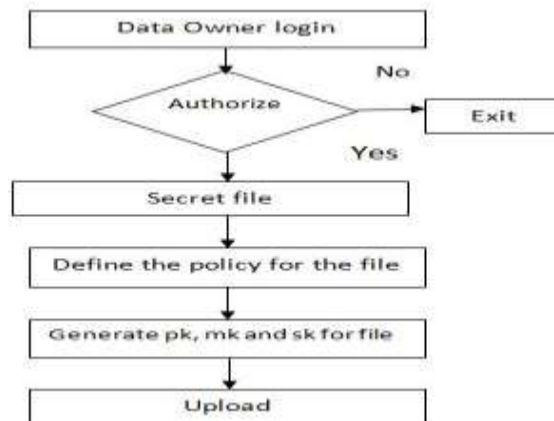 Data Owner login
No
Authorize
Exit
Yes
Secret file
Define the policy for the file
Generate pk, mk and sk for file
Upload